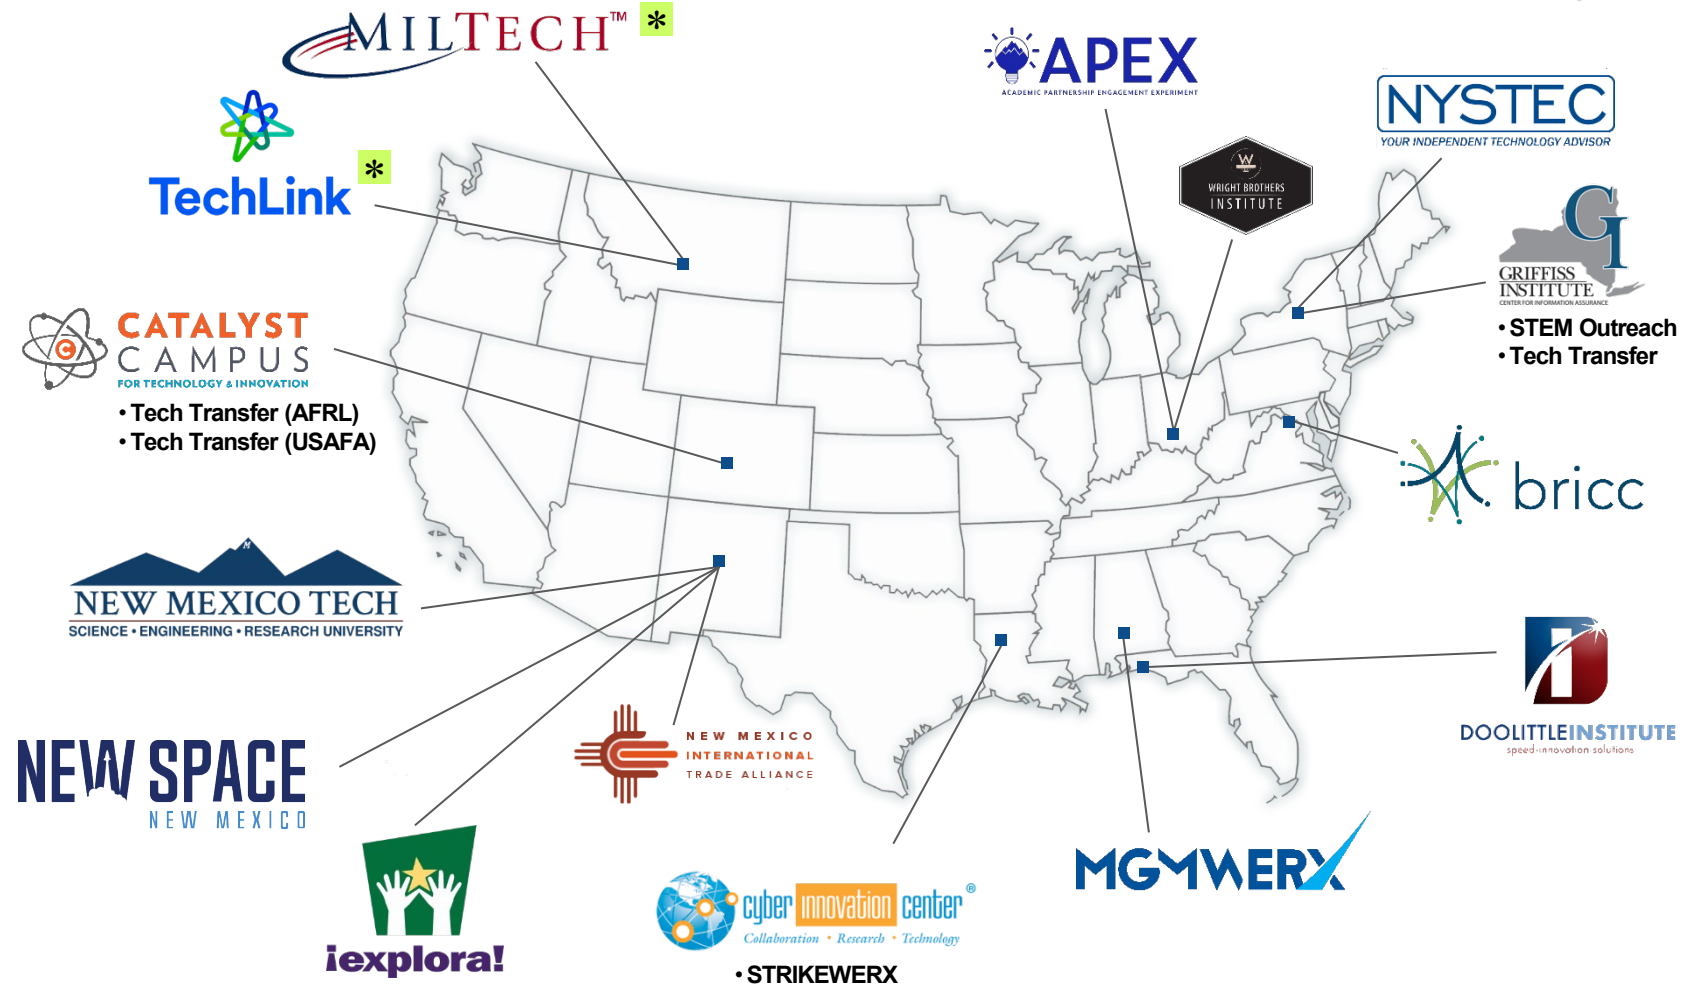 MILTECH™ *
TechLink *
CATALYST
CAMPUS
FOR TECHNOLOGY & INNOVATION
• Tech Transfer (AFRL)
• Tech Transfer (USAFA)
M
NEW MEXICO TECH
SCIENCE • ENGINEERING • RESEARCH UNIVERSITY
NEW SPACE
NEW MEXICO
¡explora!
NEW MEXICO
INTERNATIONAL
TRADE ALLIANCE
cyber innovation center®
Collaboration • Research • Technology
• STRIKEWERX
MGMWERX
DOOLITTLEINSTITUTE
speed-innovation solutions
bricc
GI
GRIFFISS
INSTITUTE
CENTER FOR INFORMATION ASSURANCE
• STEM Outreach
• Tech Transfer
NYSTEC
YOUR INDEPENDENT TECHNOLOGY ADVISOR
W
WRIGHT BROTHERS
INSTITUTE
APEX
ACADEMIC PARTNERSHIP ENGAGEMENT EXPERIMENT